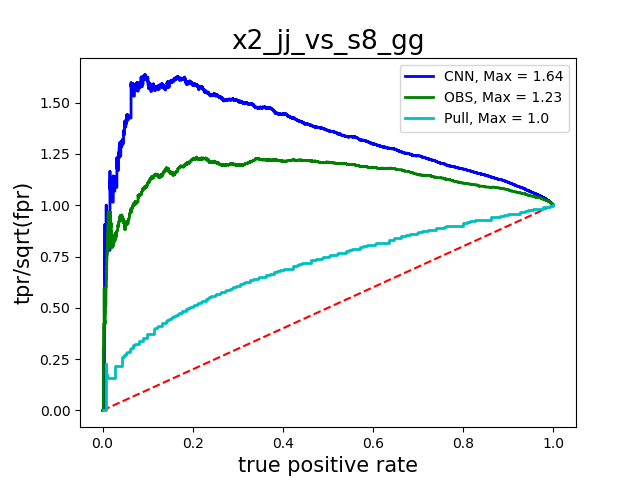 x2_jj_vs_s8_gg
CNN, Max = 1.64
OBS, Max = 1.23
Pull, Max = 1.0
tpr/sqrt(fpr)
1.50
1.25
1.00
0.75
0.50
0.25
0.00
0.0 0.2 0.4 0.6 0.8 1.0
true positive rate